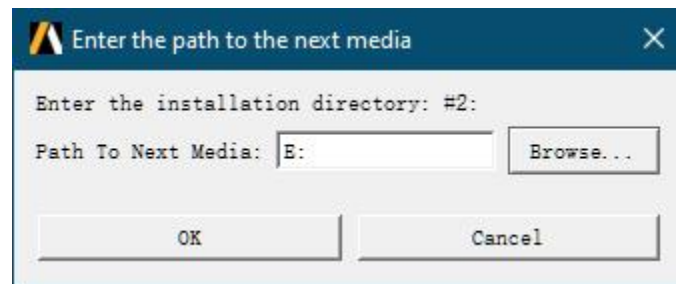 Enter the path to the next media
Enter the installation directory: #2:
Path To Next Media: E: Browse...
OK Cancel